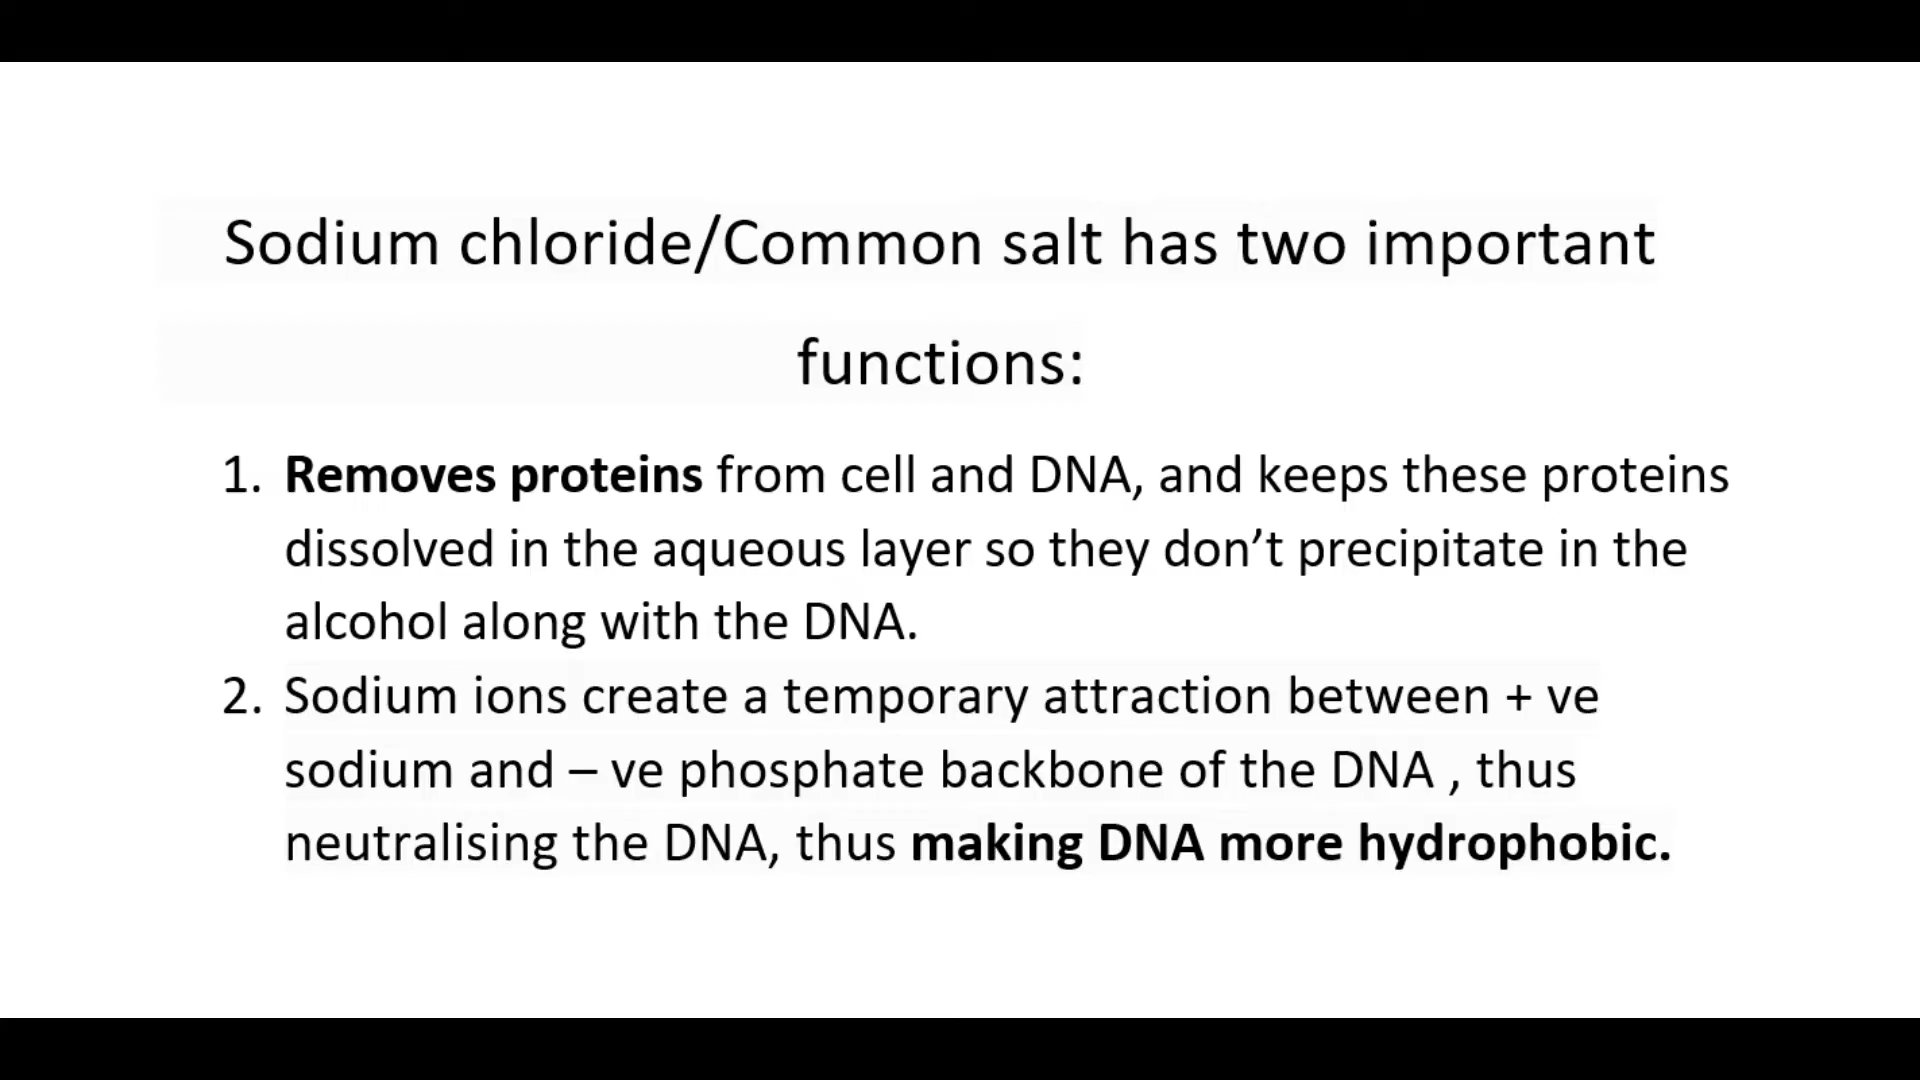 Sodium chloride/Common salt has two important
functions:
1. Removes proteins from cell and DNA, and keeps these proteins
dissolved in the aqueous layer so they don’t precipitate in the
alcohol along with the DNA.
2. Sodium ions create a temporary attraction between + ve
sodium and – ve phosphate backbone of the DNA , thus
neutralising the DNA, thus making DNA more hydrophobic.